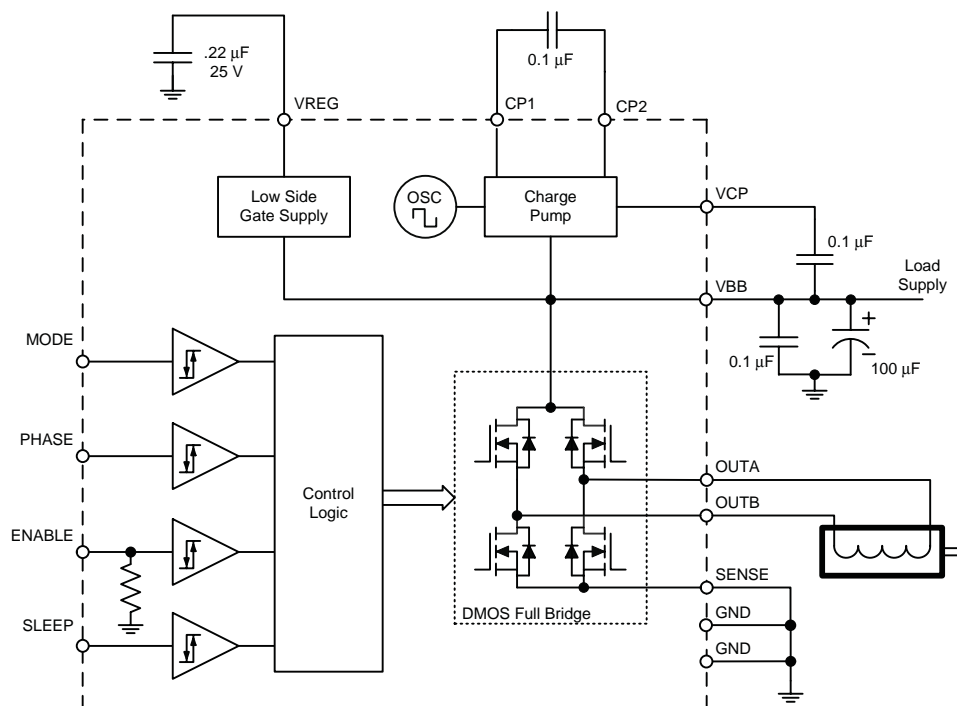 .22 µF
25 V
0.1 µF
VREG
CP1
CP2
Low Side
Gate Supply
OSC
Charge
Pump
VCP
0.1 µF
Load
Supply
VBB
MODE
0.1 µF
100 µF
+
−
PHASE
Control
Logic
OUTA
OUTB
ENABLE
SENSE
DMOS Full Bridge
GND
SLEEP
GND